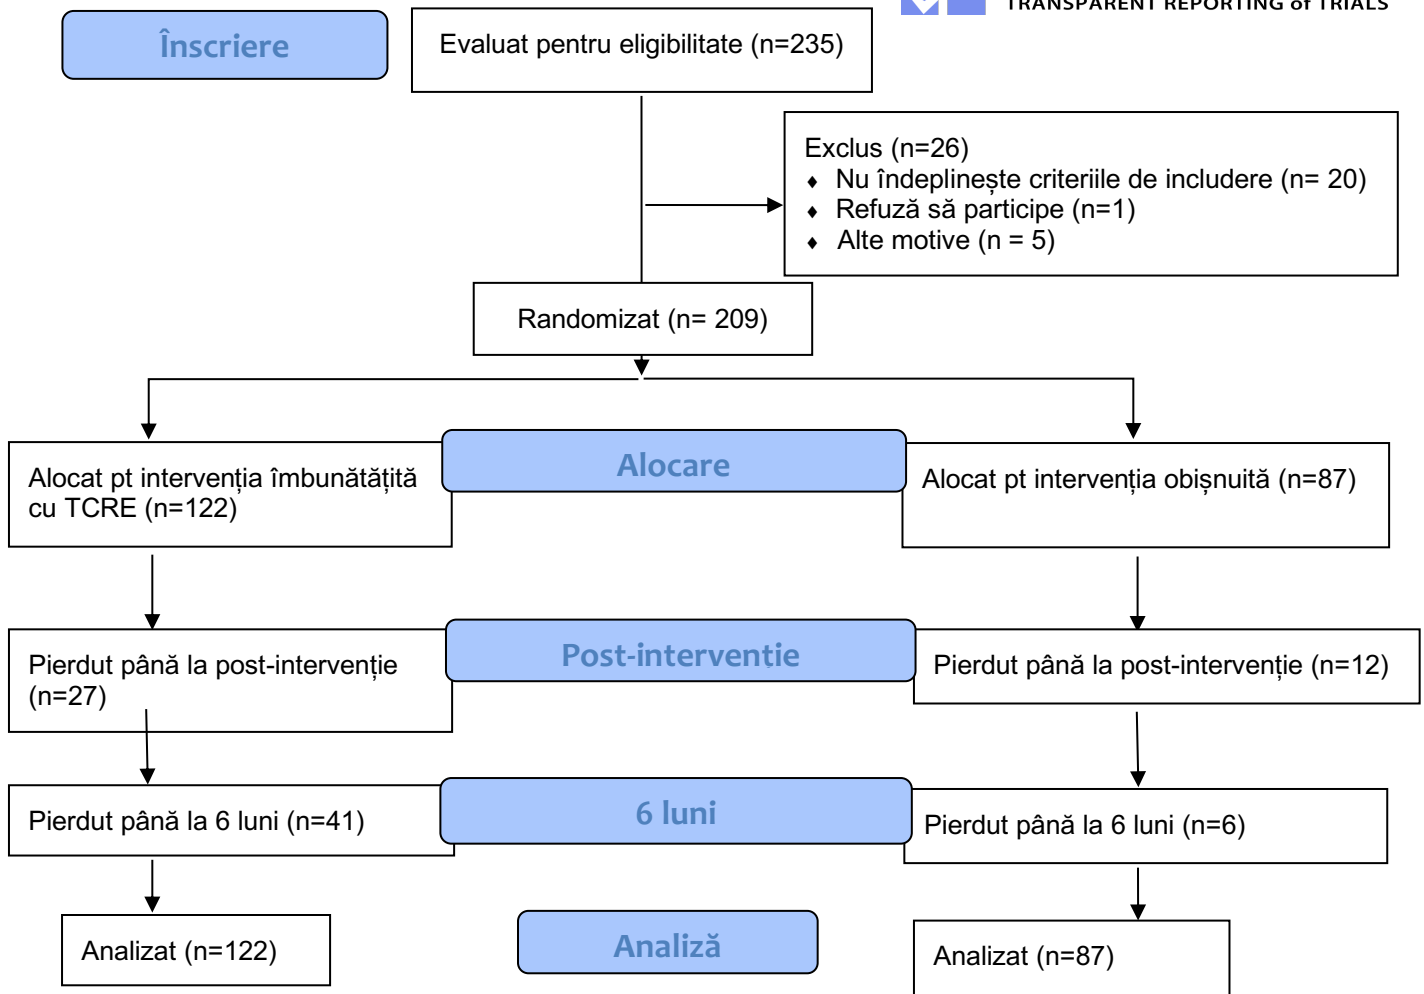 TRANSPARENT REPORTING of TRIALS
Înscriere
Evaluat pentru eligibilitate (n=235)
Exclus (n=26)
♦ Nu îndeplinește criteriile de includere (n= 20)
♦ Refuză să participe (n=1)
♦ Alte motive (n = 5)
Randomizat (n= 209)
Alocare
Alocat pt intervenția îmbunătățită
cu TCRE (n=122)
Alocat pt intervenția obișnuită (n=87)
Post-intervenție
Pierdut până la post-intervenție
(n=27)
Pierdut până la post-intervenție (n=12)
6 luni
Pierdut până la 6 luni (n=41)
Pierdut până la 6 luni (n=6)
Analiză
Analizat (n=122)
Analizat (n=87)